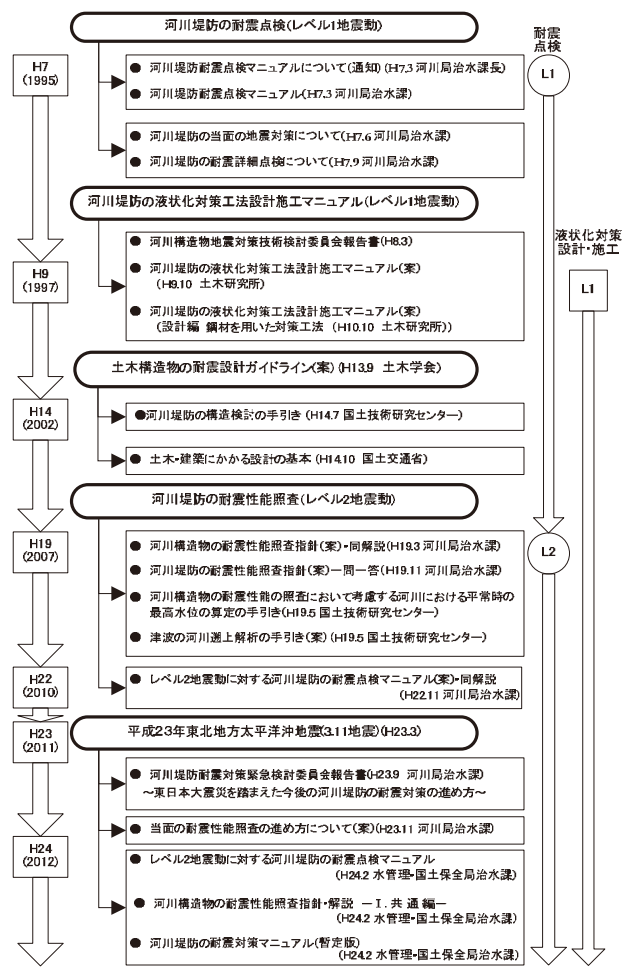 河川堤防の耐震点検(レベル1地震動)
耐震
点検
H7
(1995)
● 河川堤防耐震点検マニュアルについて(通知) (H7.3 河川局治水課長)
● 河川堤防耐震点検マニュアル(H7.3 河川局治水課)
L1
● 河川堤防の当面の地震対策について(H7.6 河川局治水課)
● 河川堤防の耐震詳細点検について(H7.9 河川局治水課)
河川堤防の液状化対策工法設計施工マニュアル(レベル1地震動)
液状化対策
設計・施工
● 河川構造物地震対策技術検討委員会報告書(H8.3)
H9
(1997)
● 河川堤防の液状化対策工法設計施工マニュアル(案)
(H9.10 土木研究所)
● 河川堤防の液状化対策工法設計施工マニュアル(案)
(設計編 鋼材を用いた対策工法 (H10.10 土木研究所))
L1
土木構造物の耐震設計ガイドライン(案) (H13.9 土木学会)
H14
(2002)
●河川堤防の構造検討の手引き(H14.7 国土技術研究センター)
● 土木・建築にかかる設計の基本(H14.10 国土交通省)
河川堤防の耐震性能照査(レベル2地震動)
H19
(2007)
● 河川構造物の耐震性能照査指針(案)・同解説(H19.3 河川局治水課)
● 河川堤防の耐震性能照査指針(案)一問一答(H19.11 河川局治水課)
● 河川構造物の耐震性能の照査において考慮する河川における平常時の
最高水位の算定の手引き(H19.5 国土技術研究センター)
● 津波の河川遡上解析の手引き(案) (H19.5 国土技術研究センター)
L2
H22
(2010)
● レベル2地震動に対する河川堤防の耐震点検マニュアル(案)・同解説
(H22.11 河川局治水課)
H23
(2011)
平成23年東北地方太平洋沖地震(3.11地震)(H23.3)
● 河川堤防耐震対策緊急検討委員会報告書(H23.9 河川局治水課)
~東日本大震災を踏まえた今後の河川堤防の耐震対策の進め方~
● 当面の耐震性能照査の進め方について(案)(H23.11 河川局治水課)
H24
(2012)
● レベル2地震動に対する河川堤防の耐震点検マニュアル
(H24.2 水管理・国土保全局治水課)
● 河川構造物の耐震性能照査指針・解説 -Ⅰ.共通編-
(H24.2 水管理・国土保全局治水課)
● 河川堤防の耐震対策マニュアル(暫定版)
(H24.2 水管理・国土保全局治水課)